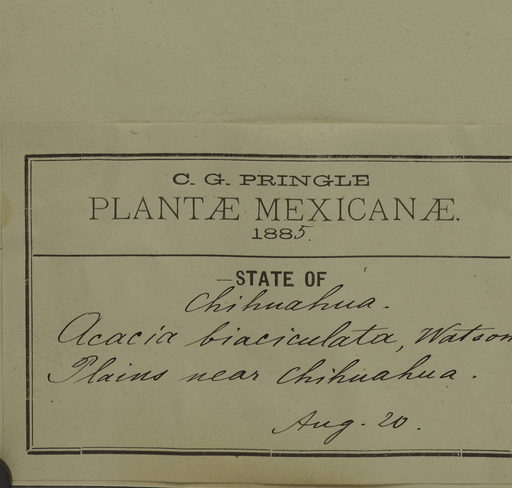 C. G. PRINGLE
PLANTÆ MEXICANÆ.
1885.
STATE OF
Chihuahua.
Acacia biaciculata, Watson
Plains near Chihuahua.
Aug. 20.